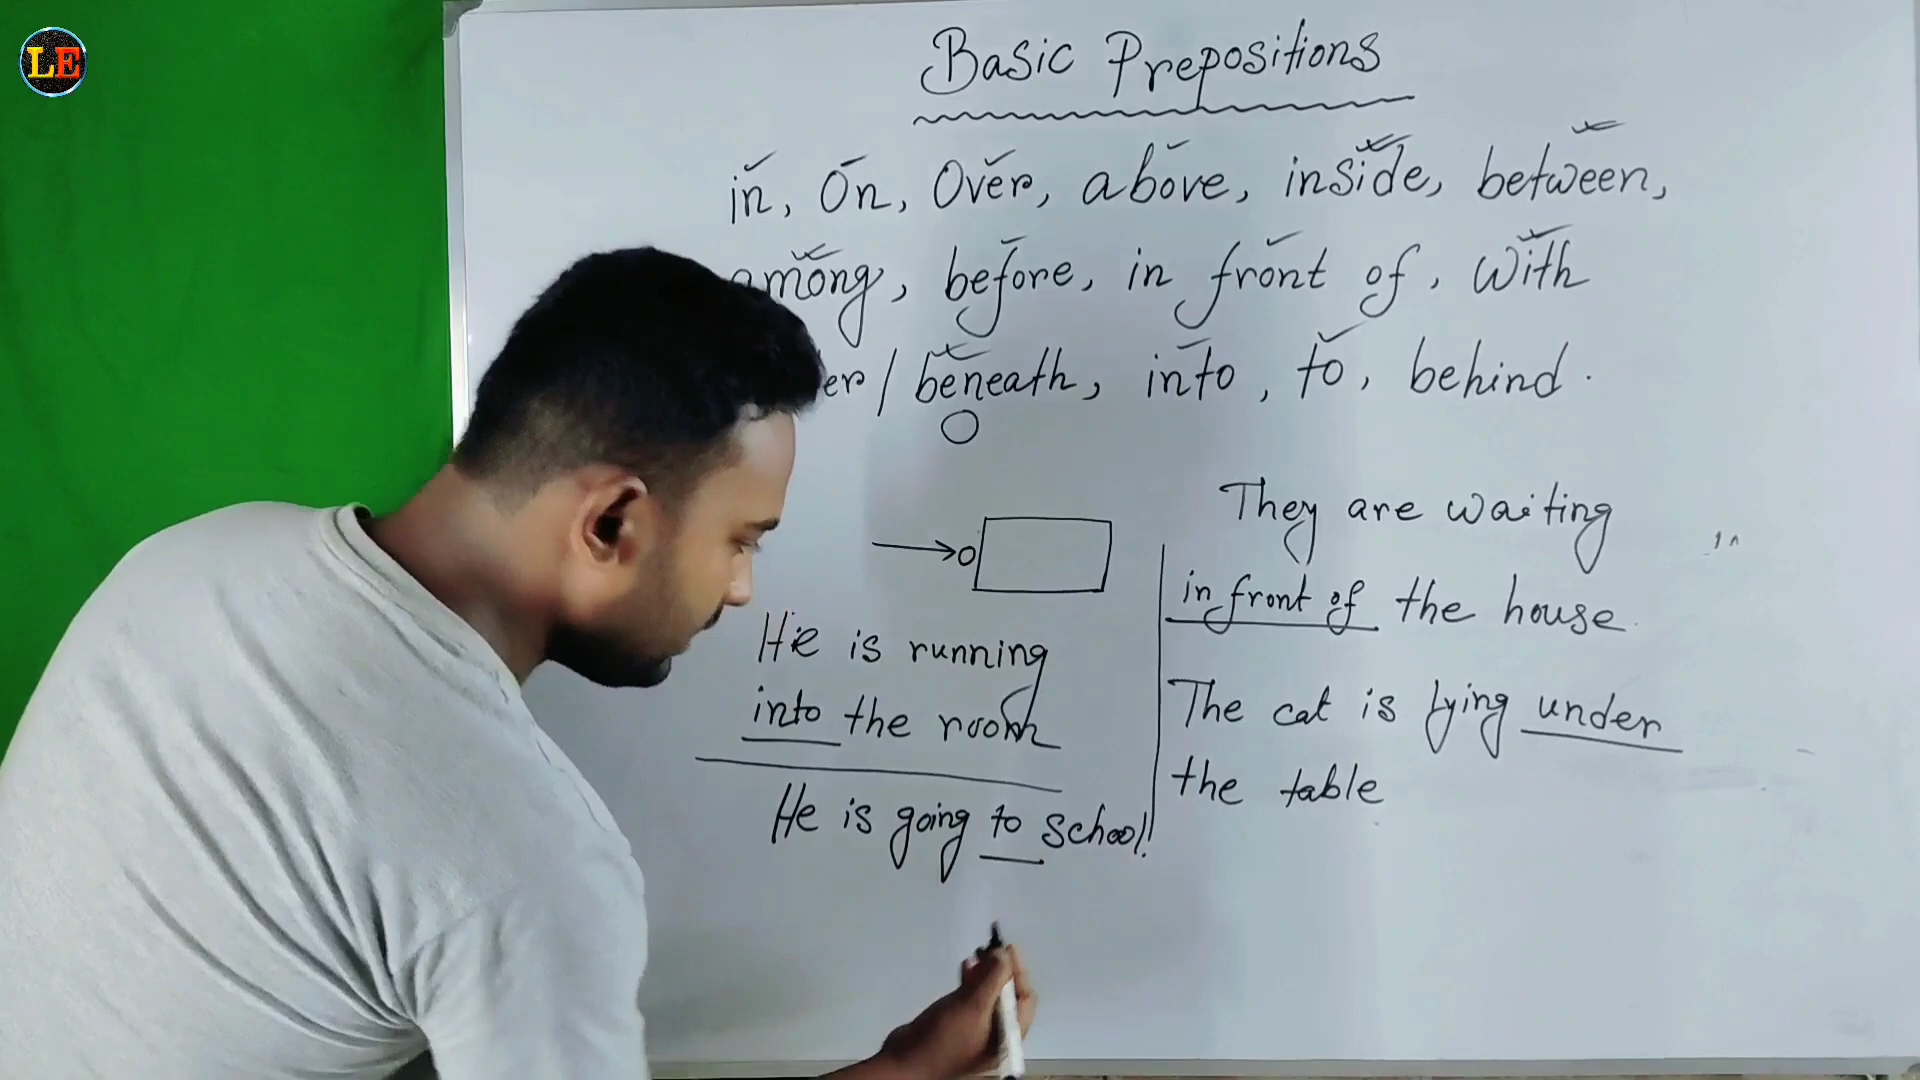 LE
Basic Prepositions
in, On, Over, above, inside, between,
among, before, in front of, With
er / beneath, into, to, behind.
They are waiting
in front of the house.
The cat is lying under
the table
He is running
into the room
He is going to school.